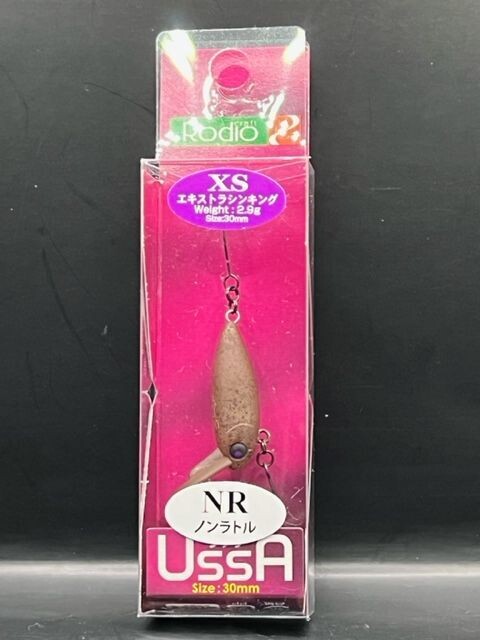 craft
Rodio
XS
エキストラシンキング
Weight : 2.9g
Size:30mm
NR
ノンラトル
UssA
Size : 30mm